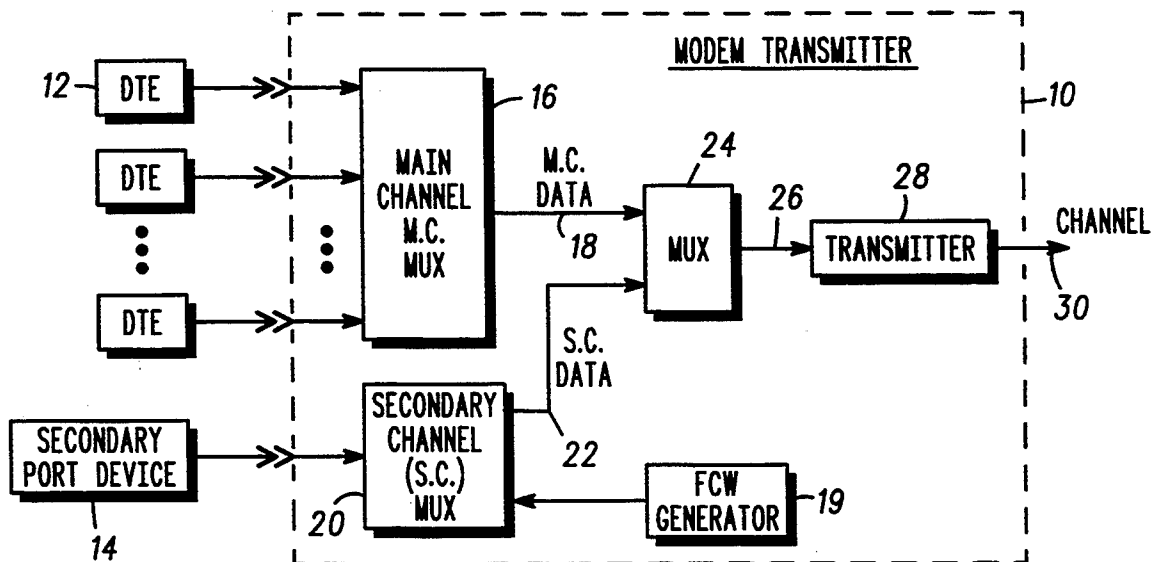 MODEM TRANSMITTER
10
12
DTE
16
DTE
MAIN
CHANNEL
M.C.
MUX
M.C.
DATA
18
24
MUX
26
28
TRANSMITTER
CHANNEL
30
DTE
S.C.
DATA
SECONDARY
PORT DEVICE
14
SECONDARY
CHANNEL
(S.C.)
MUX
20
22
FCW
GENERATOR
19